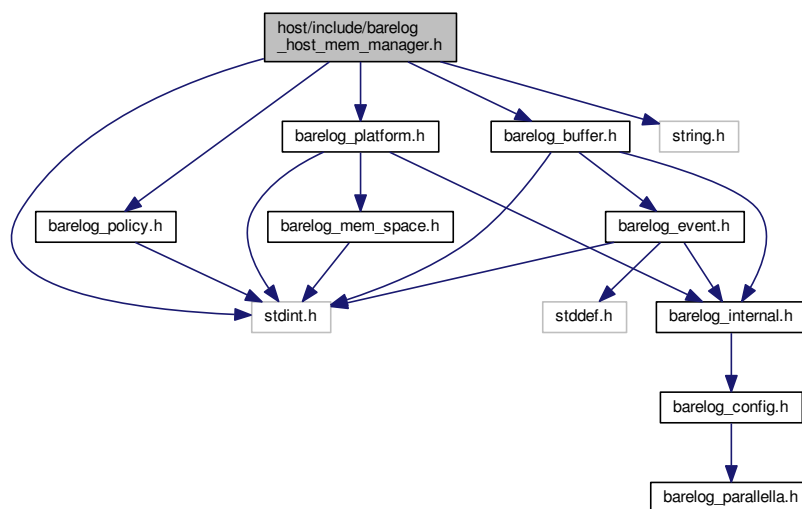 host/include/barelog
_host_mem_manager.h
barelog_platform.h
barelog_buffer.h
string.h
barelog_policy.h
barelog_mem_space.h
barelog_event.h
stdint.h
stddef.h
barelog_internal.h
barelog_config.h
barelog_parallella.h